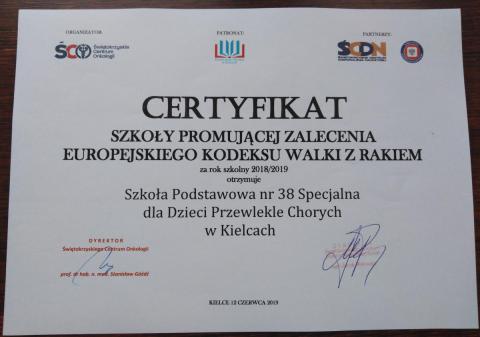 ORGANIZATOR
PATRONAT:
PARTNERZY:
ŚCO Świętokrzyskie
Centrum
Onkologii
ŚCDN
CERTYFIKAT
SZKOŁY PROMUJĄCEJ ZALECENIA
EUROPEJSKIEGO KODEKSU WALKI Z RAKIEM
za rok szkolny 2018/2019
otrzymuje
Szkoła Podstawowa nr 38 Specjalna
dla Dzieci Przewlekle Chorych
w Kielcach
DYREKTOR
Świętokrzyskiego Centrum Onkologii
prof. dr hab. n. med. Stanisław Góźdź
KIELCE 12 CZERWCA 2019